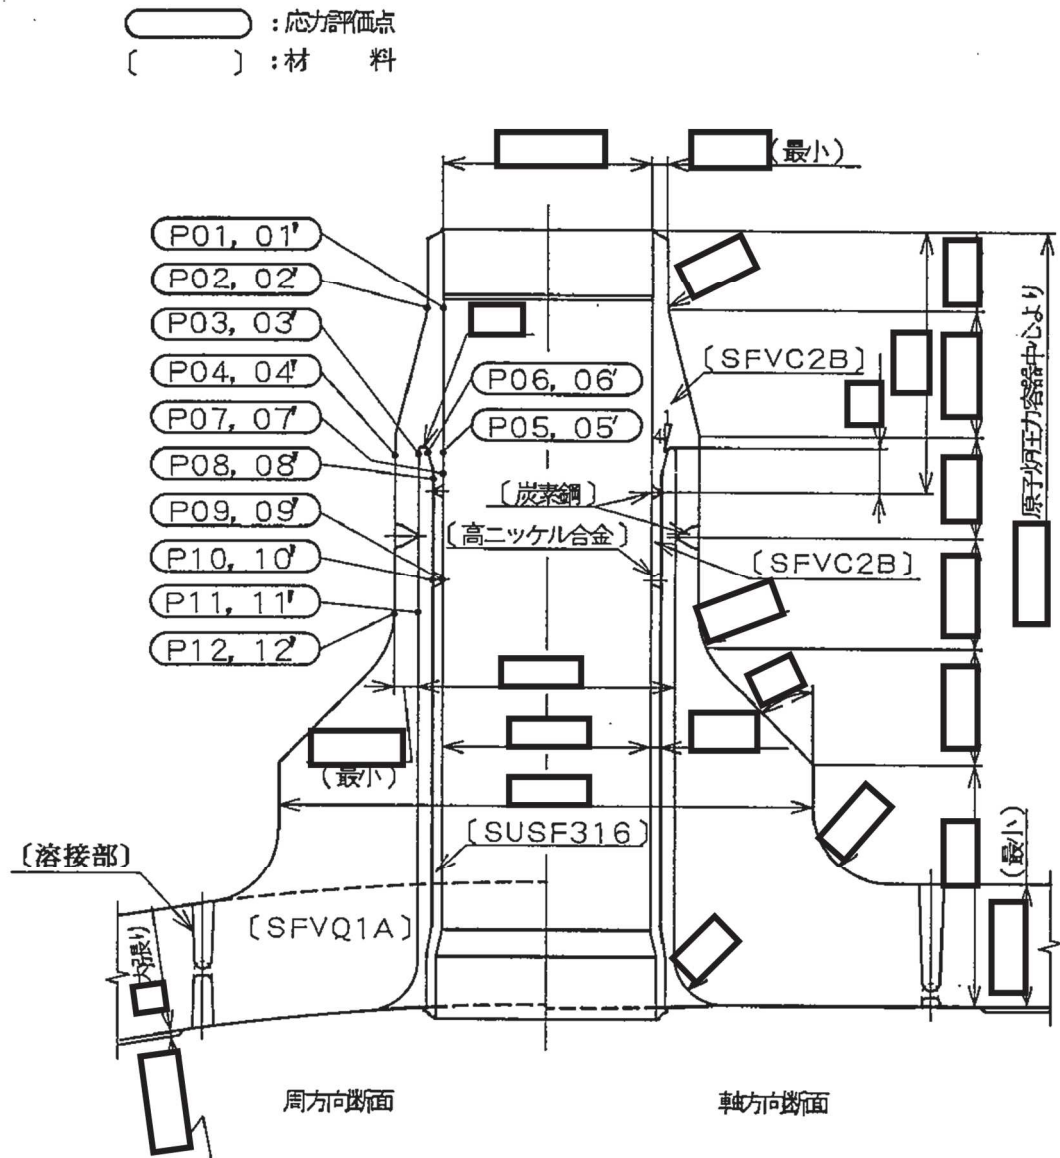 ：応力評価点
〔　　〕：材　料
(最小)
P01, 01'
P02, 02'
P03, 03'
P04, 04'
P07, 07'
P08, 08'
P09, 09'
P10, 10'
P11, 11'
P12, 12'
P06, 06'
P05, 05'
〔SFVC2B〕
〔炭素鋼〕
〔高ニッケル合金〕
〔SFVC2B〕
原子炉圧力容器中心より
(最小)
〔SUSF316〕
(最小)
〔溶接部〕
〔SFVQ1A〕
内張り
周方向断面
軸方向断面